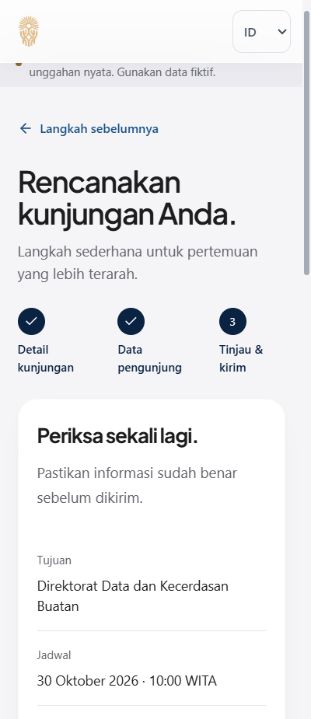 ID
unggahan nyata. Gunakan data fiktif.
Langkah sebelumnya
Rencanakan
kunjungan Anda.
Langkah sederhana untuk pertemuan
yang lebih terarah.
3
Detail
kunjungan
Data
pengunjung
Tinjau &
kirim
Periksa sekali lagi.
Pastikan informasi sudah benar
sebelum dikirim.
Tujuan
Direktorat Data dan Kecerdasan
Buatan
Jadwal
30 Oktober 2026 · 10:00 WITA